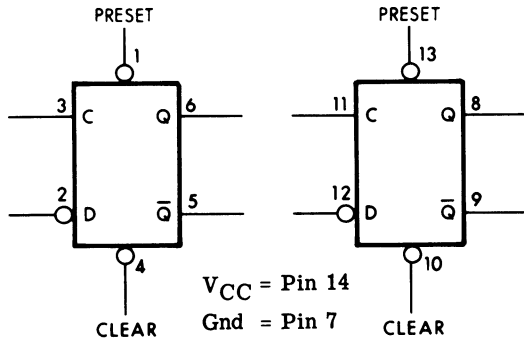 PRESET PRESET
1 13
3 C Q 6 11 C Q 8
2 D Q̅ 5 12 D Q̅ 9
4 10
V_CC = Pin 14
Gnd = Pin 7
CLEAR CLEAR